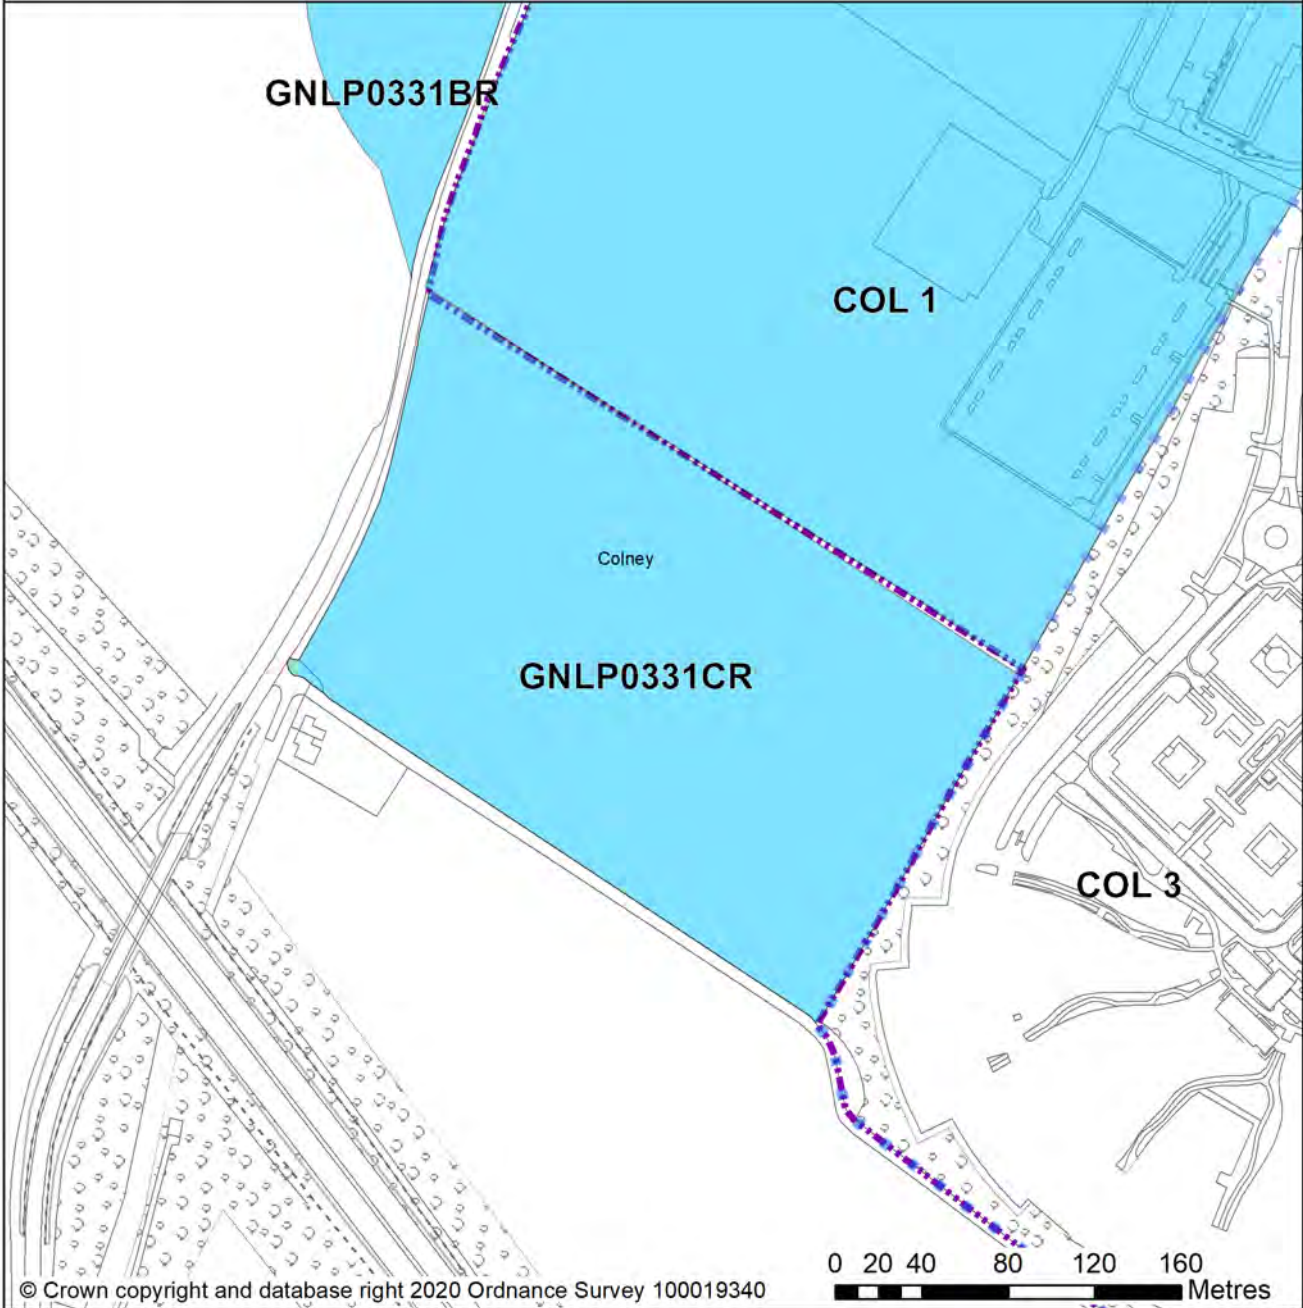 GNLP0331BR
COL 1
Colney
GNLP0331CR
COL 3
0 20 40 80 120 160
Metres
© Crown copyright and database right 2020 Ordnance Survey 100019340